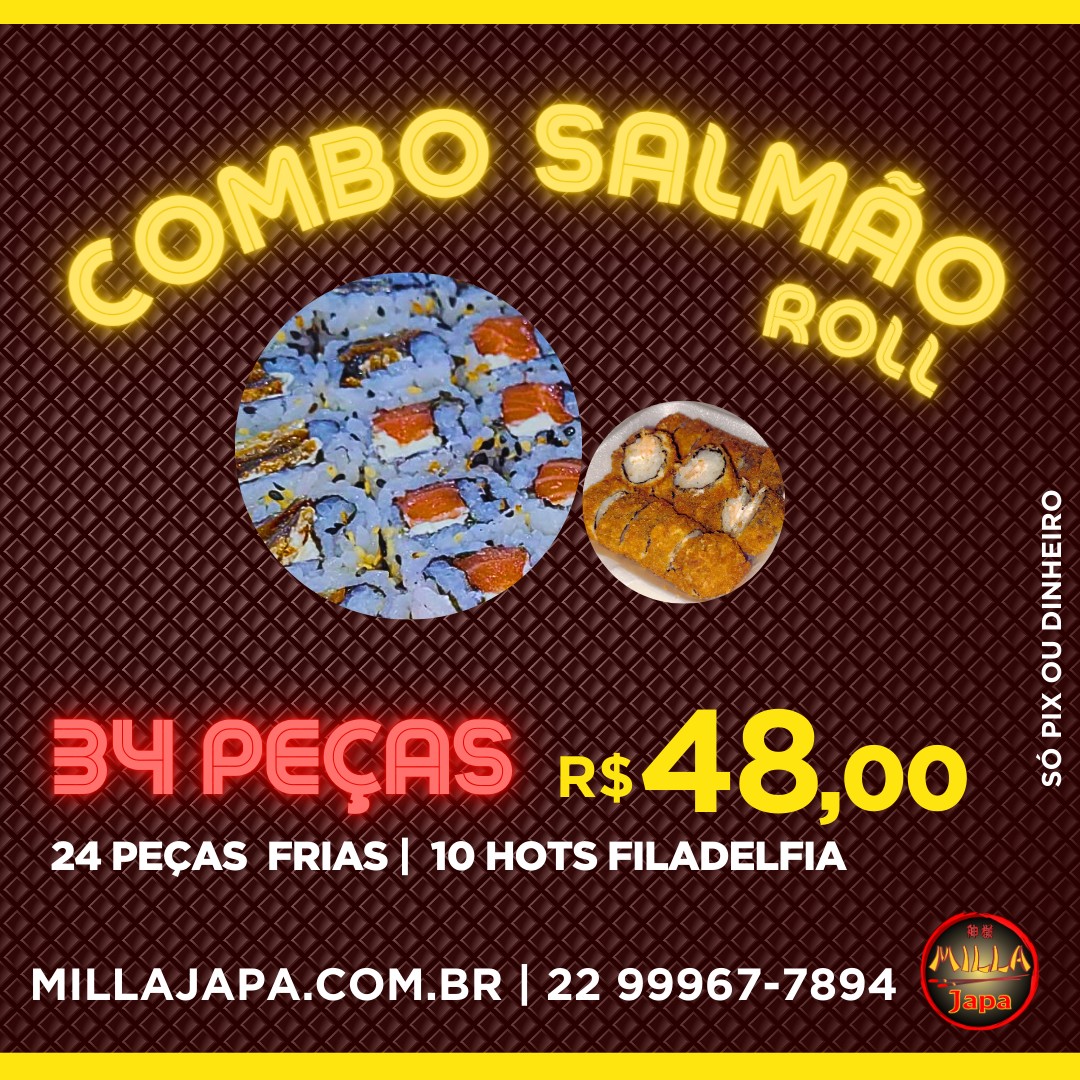 COMBO SALMÃO
ROLL
SÓ PIX OU DINHEIRO
34 PEÇAS
R$48,00
24 PEÇAS FRIAS | 10 HOTS FILADELFIA
MILLAJAPA.COM.BR | 22 99967-7894
MILLA
Japa